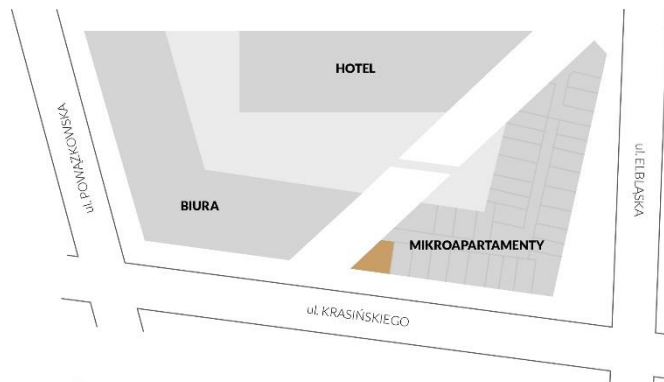 HOTEL
ul. POWĄZKOWSKA
ul. ELBLĄSKA
BIURA
MIKROAPARTAMENTY
ul. KRASIŃSKIEGO